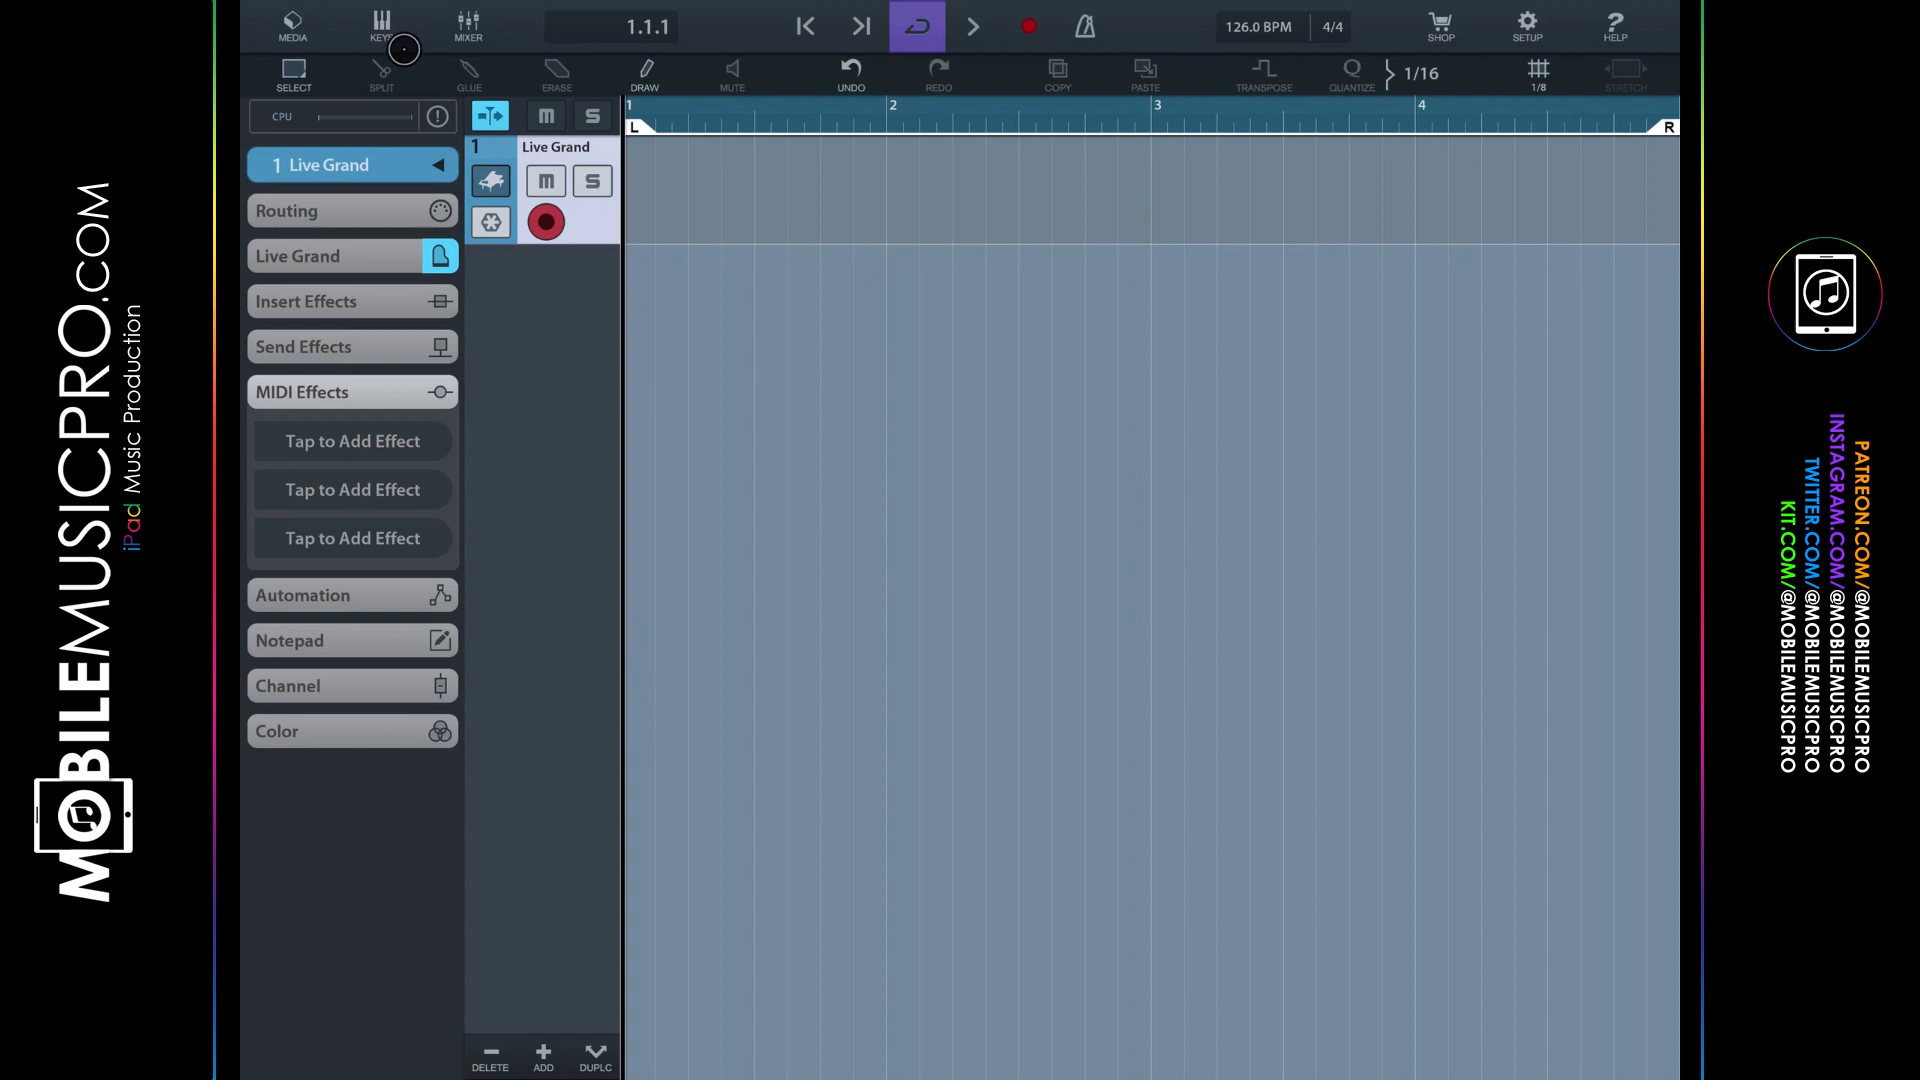 MEDIA
KEYS
MIXER
1.1.1
126.0 BPM
4/4
SHOP
SETUP
HELP
SELECT
SPLIT
GLUE
ERASE
DRAW
MUTE
UNDO
REDO
COPY
PASTE
TRANSPOSE
Q
QUANTIZE
1/16
1/8
STRETCH
CPU
M
S
1
2
3
4
L
R
1 Live Grand
1
Live Grand
M
S
Routing
Live Grand
Insert Effects
Send Effects
MIDI Effects
Tap to Add Effect
Tap to Add Effect
Tap to Add Effect
Automation
Notepad
Channel
Color
DELETE
ADD
DUPLC
MOBILEMUSICPRO.COM
iPad Music Production
PATREON.COM/@MOBILEMUSICPRO
INSTAGRAM.COM/@MOBILEMUSICPRO
TWITTER.COM/@MOBILEMUSICPRO
KIT.COM/@MOBILEMUSICPRO